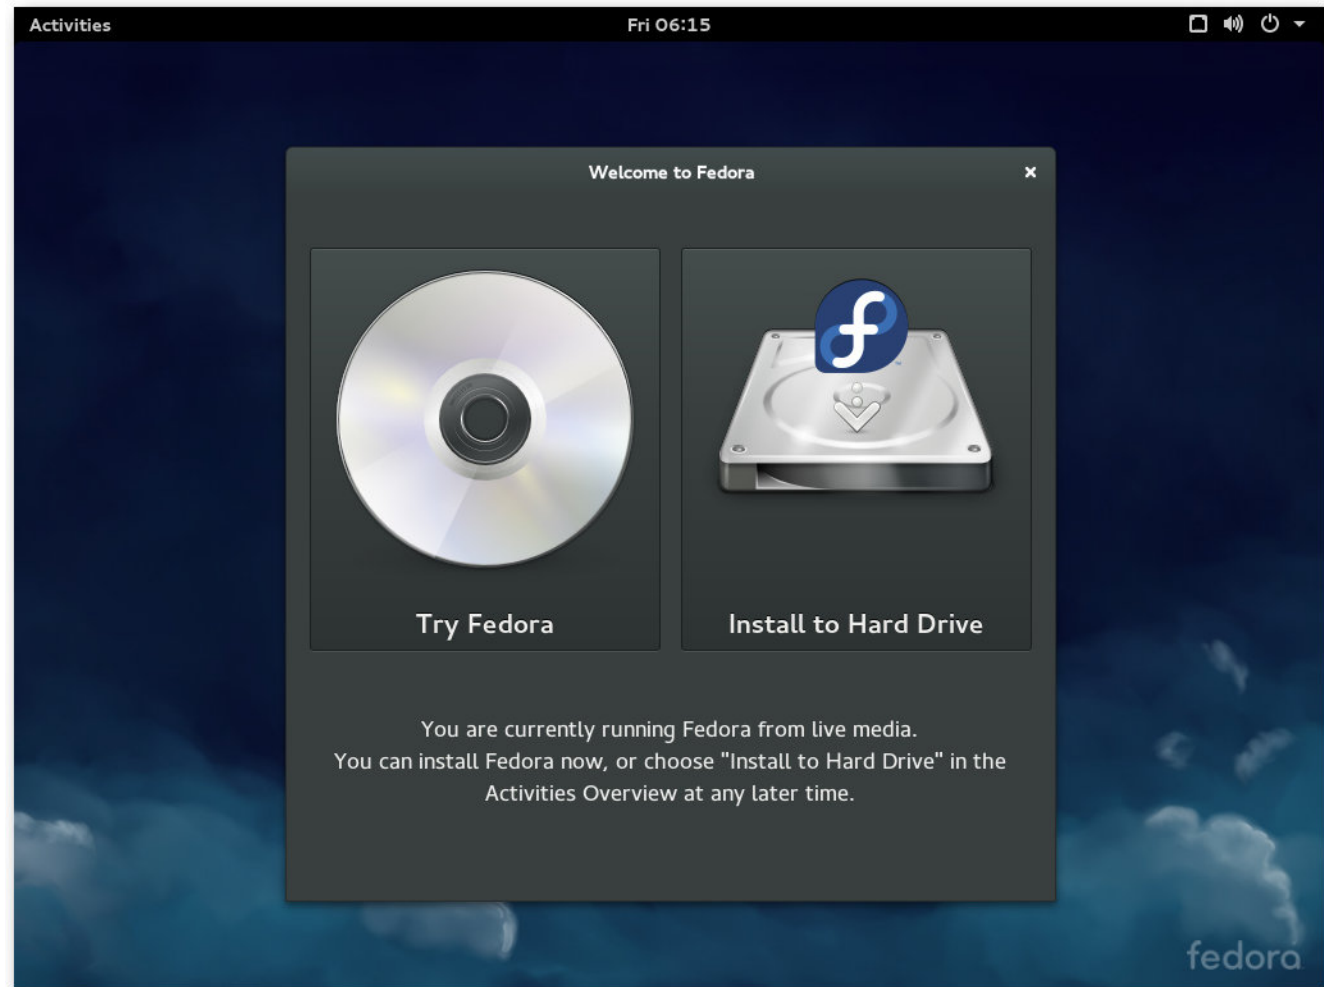 Activities
Fri 06:15
Welcome to Fedora
Try Fedora
Install to Hard Drive
You are currently running Fedora from live media.
You can install Fedora now, or choose "Install to Hard Drive" in the
Activities Overview at any later time.
fedora